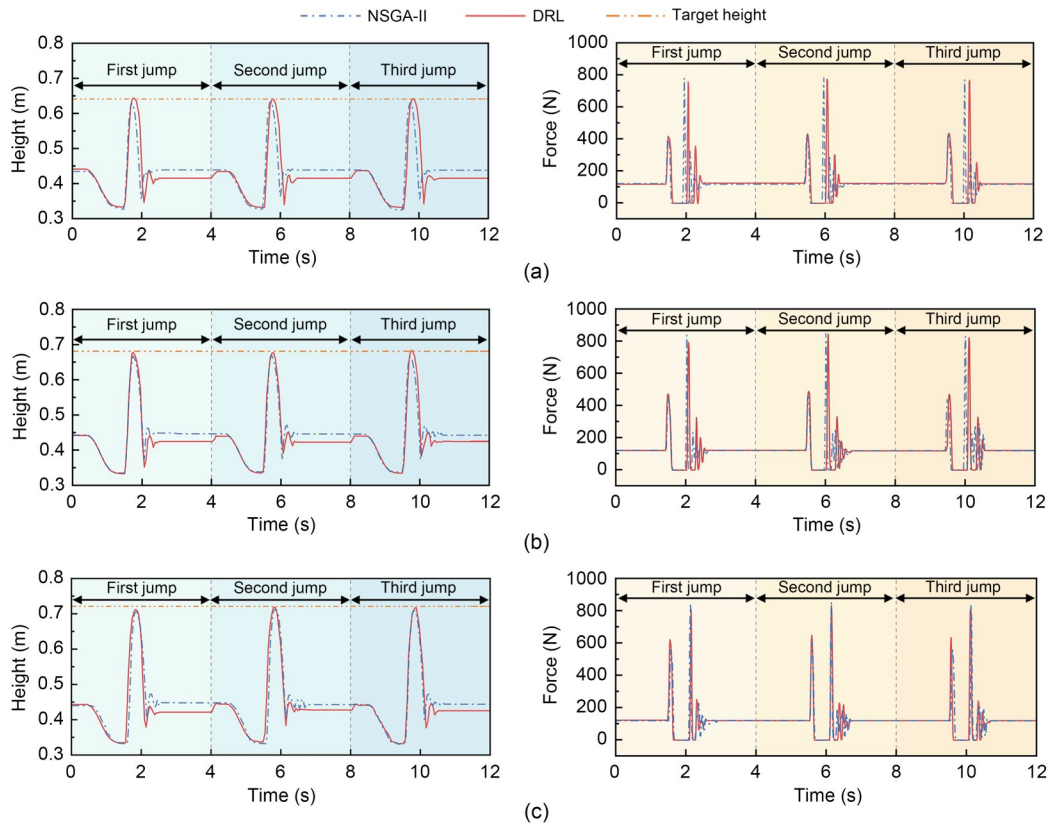 NSGA-II DRL Target height
0.8
0.7
0.6
0.5
0.4
0.3
Height (m)
First jump Second jump Third jump
0 2 4 6 8 10 12
Time (s)
1000
800
600
400
200
0
Force (N)
First jump Second jump Third jump
0 2 4 6 8 10 12
Time (s)
(a)
0.8
0.7
0.6
0.5
0.4
0.3
Height (m)
First jump Second jump Third jump
0 2 4 6 8 10 12
Time (s)
1000
800
600
400
200
0
Force (N)
First jump Second jump Third jump
0 2 4 6 8 10 12
Time (s)
(b)
0.8
0.7
0.6
0.5
0.4
0.3
Height (m)
First jump Second jump Third jump
0 2 4 6 8 10 12
Time (s)
1000
800
600
400
200
0
Force (N)
First jump Second jump Third jump
0 2 4 6 8 10 12
Time (s)
(c)